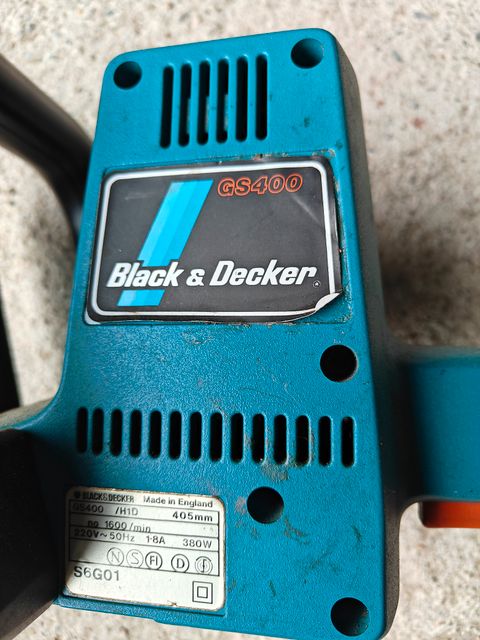 GS400
Black & Decker
BLACK&DECKER Made in England
GS400 /H1D 405mm
no 1600/min
220V~50Hz 1·8A 380W
N S FI D
S6G01